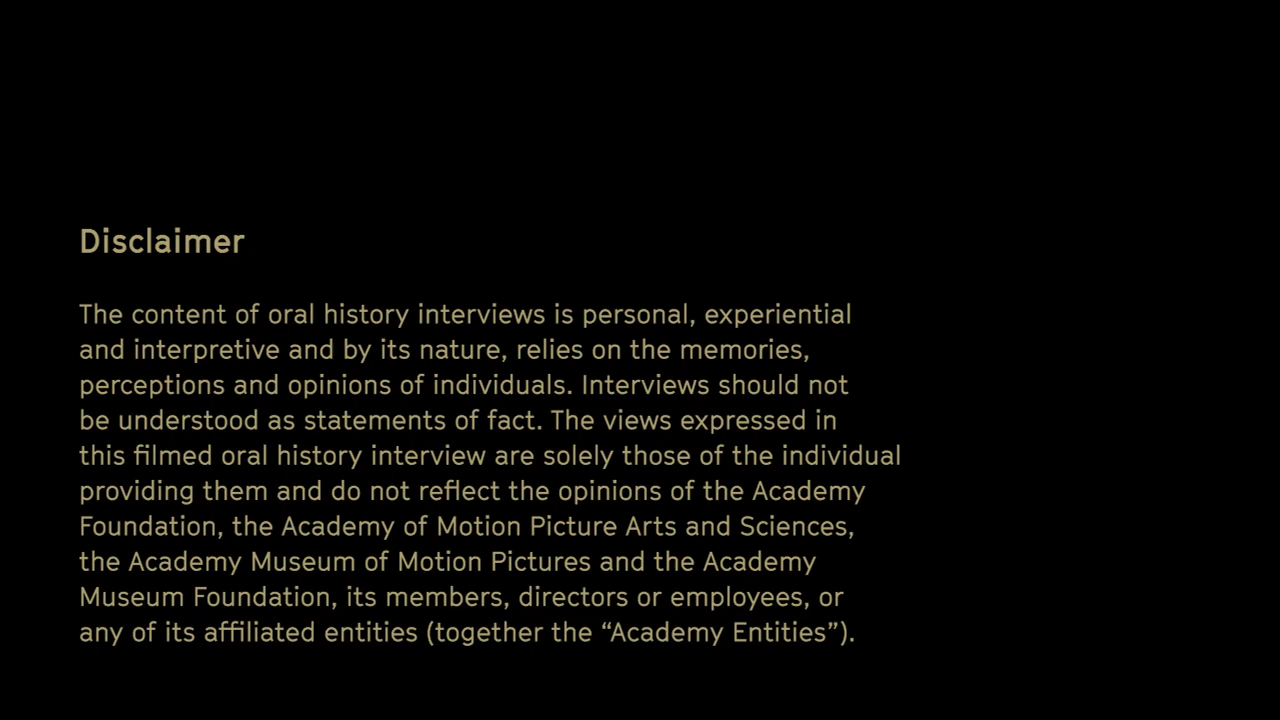 Disclaimer
The content of oral history interviews is personal, experiential
and interpretive and by its nature, relies on the memories,
perceptions and opinions of individuals. Interviews should not
be understood as statements of fact. The views expressed in
this filmed oral history interview are solely those of the individual
providing them and do not reflect the opinions of the Academy
Foundation, the Academy of Motion Picture Arts and Sciences,
the Academy Museum of Motion Pictures and the Academy
Museum Foundation, its members, directors or employees, or
any of its affiliated entities (together the “Academy Entities”).